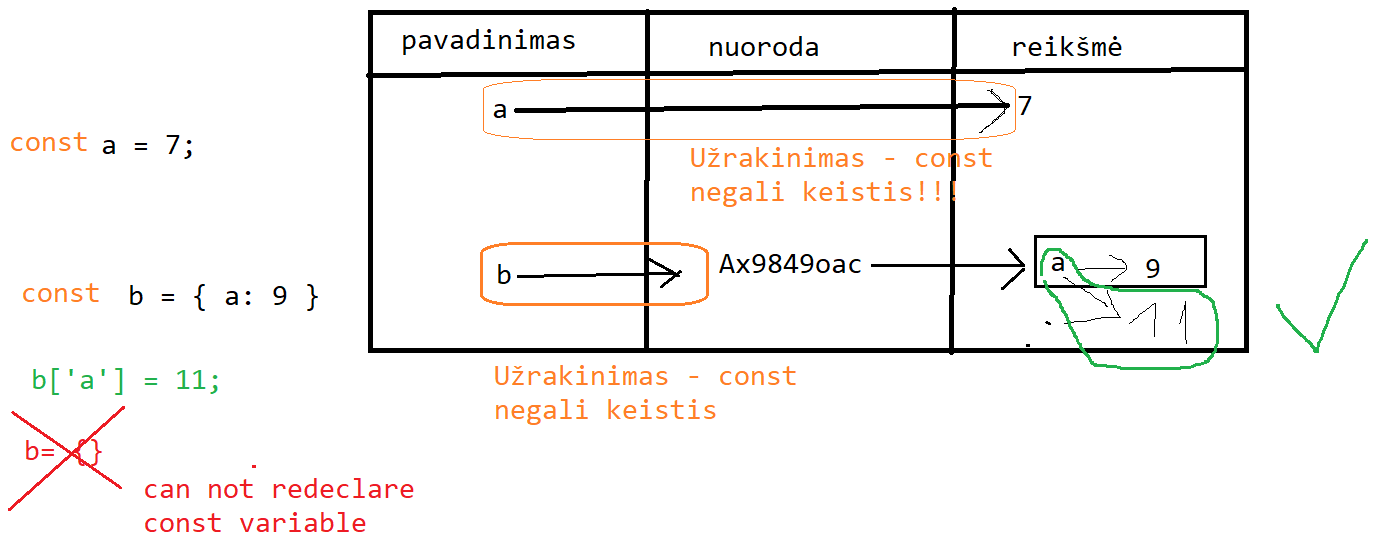 pavadinimas nuoroda reikšmė
a 7
const a = 7;
Užrakinimas - const
negali keistis!!!
b Ax9849oac a 9
const b = { a: 9 }
11
b['a'] = 11;
Užrakinimas - const
negali keistis
b= {}
can not redeclare
const variable